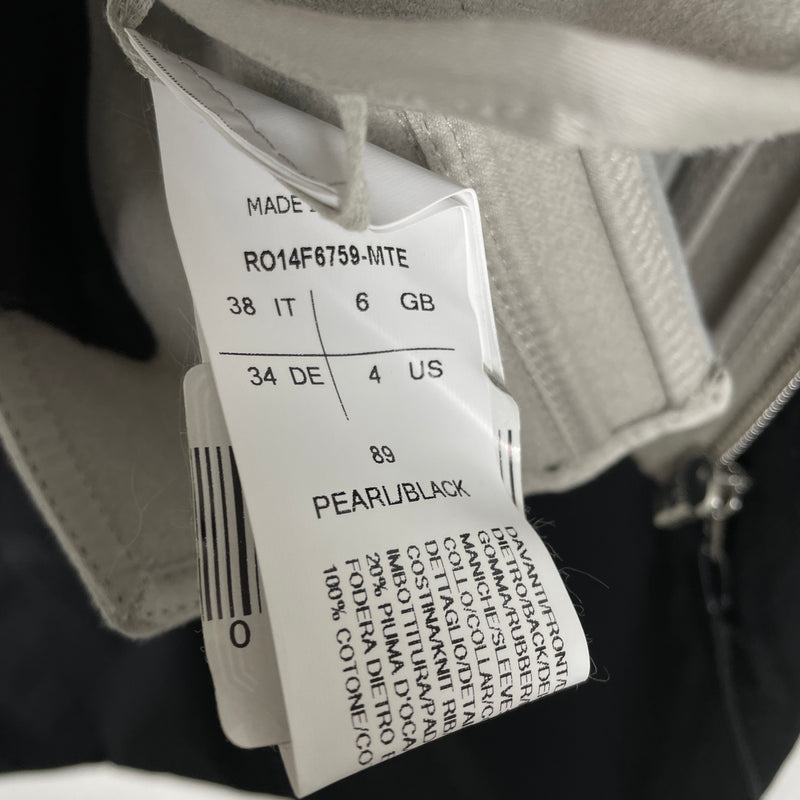 MADE
RO14F6759-MTE
38 IT 6 GB
34 DE 4 US
89
PEARL/BLACK
DAVANTI/FRONT/
DIETRO/BACK/DE
GOMMA/RUBBER/
MANICHE/SLEEVE
COLLO/COLLAR/C
DETTAGLIO/DETA
COSTINA/KNIT RIB
IMBOTTITURA/PAD
20% PIUMA D'OCA
FODERA DIETRO
100% COTONE/CO
0